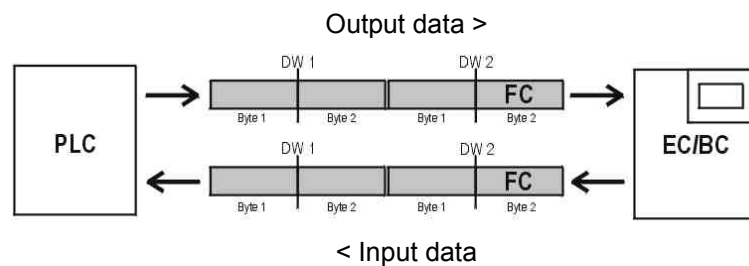 Output data >
DW 1 DW 2
FC
Byte 1 Byte 2 Byte 1 Byte 2
PLC EC/BC
DW 1 DW 2
FC
Byte 1 Byte 2 Byte 1 Byte 2
< Input data